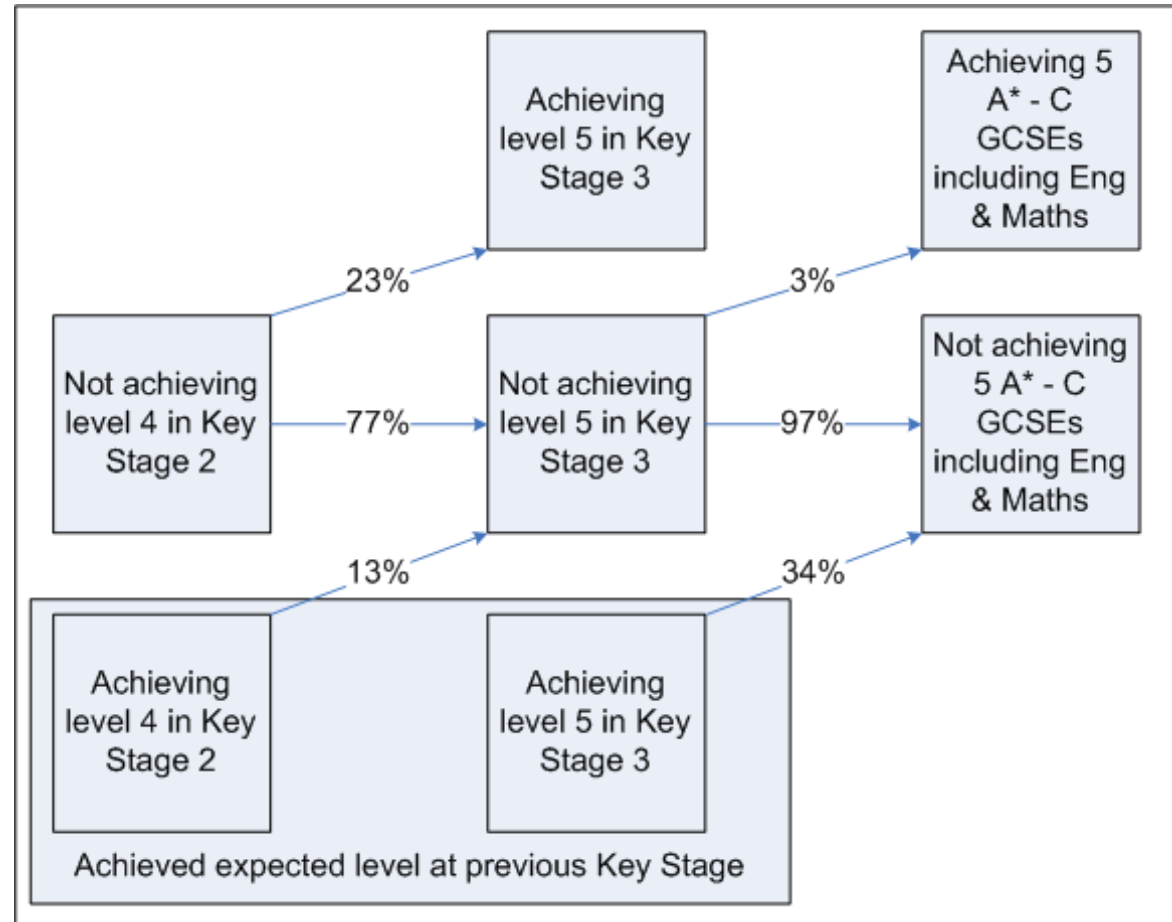 Achieving
level 5 in Key
Stage 3
Achieving 5
A* - C
GCSEs
including Eng
& Maths
23%
3%
Not achieving
level 4 in Key
Stage 2
77%
Not achieving
level 5 in Key
Stage 3
97%
Not achieving
5 A* - C
GCSEs
including Eng
& Maths
13%
34%
Achieving
level 4 in Key
Stage 2
Achieving
level 5 in Key
Stage 3
Achieved expected level at previous Key Stage